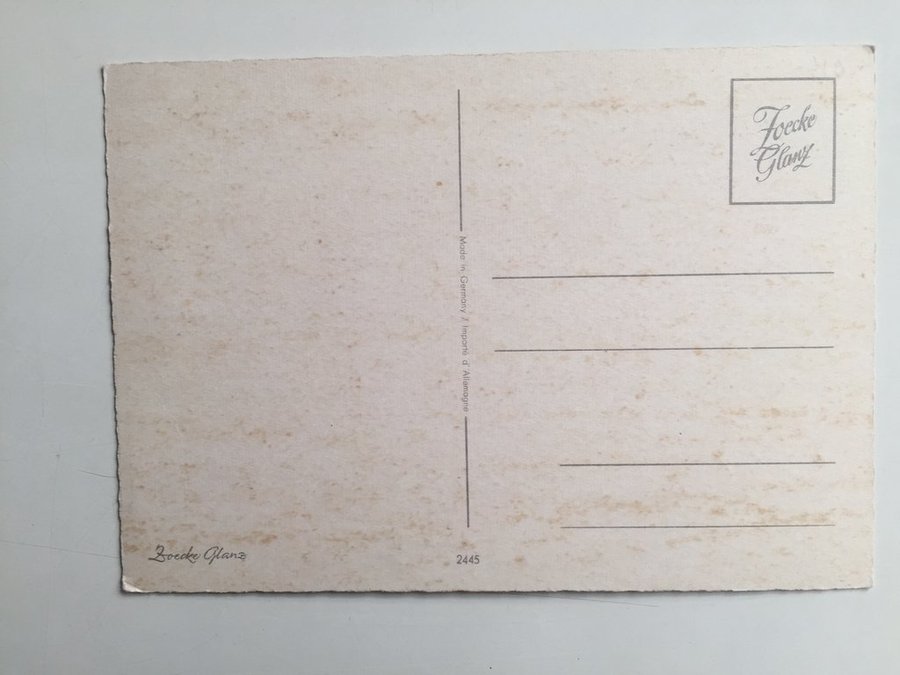 Zoecke
Glanz
Made in Germany / Importé d'Allemagne
Zoecke Glanz
2445